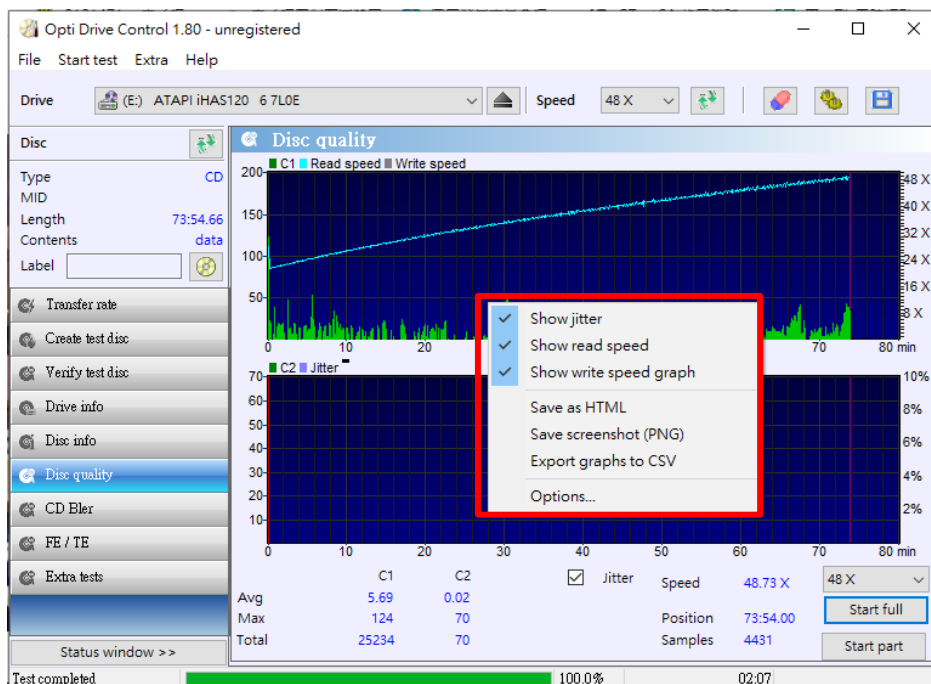 Opti Drive Control 1.80 - unregistered
File Start test Extra Help
Drive (E:) ATAPI iHAS120 6 7L0E Speed 48 X
Disc
Type CD
MID
Length 73:54.66
Contents data
Label
Transfer rate
Create test disc
Verify test disc
Drive info
Disc info
Disc quality
CD Bler
FE / TE
Extra tests
Status window >>
Disc quality
C1 Read speed Write speed
200
150
100
50
48 X
40 X
32 X
24 X
16 X
8 X
0 10 20 70 80 min
Show jitter
Show read speed
Show write speed graph
Save as HTML
Save screenshot (PNG)
Export graphs to CSV
Options...
C2 Jitter
70
60
50
40
30
20
10
10%
8%
6%
4%
2%
0 10 20 30 40 50 60 70 80 min
C1 C2
Avg 5.69 0.02
Max 124 70
Total 25234 70
Jitter
Speed 48.73 X
Position 73:54.00
Samples 4431
48 X
Start full
Start part
Test completed 100.0% 02:07